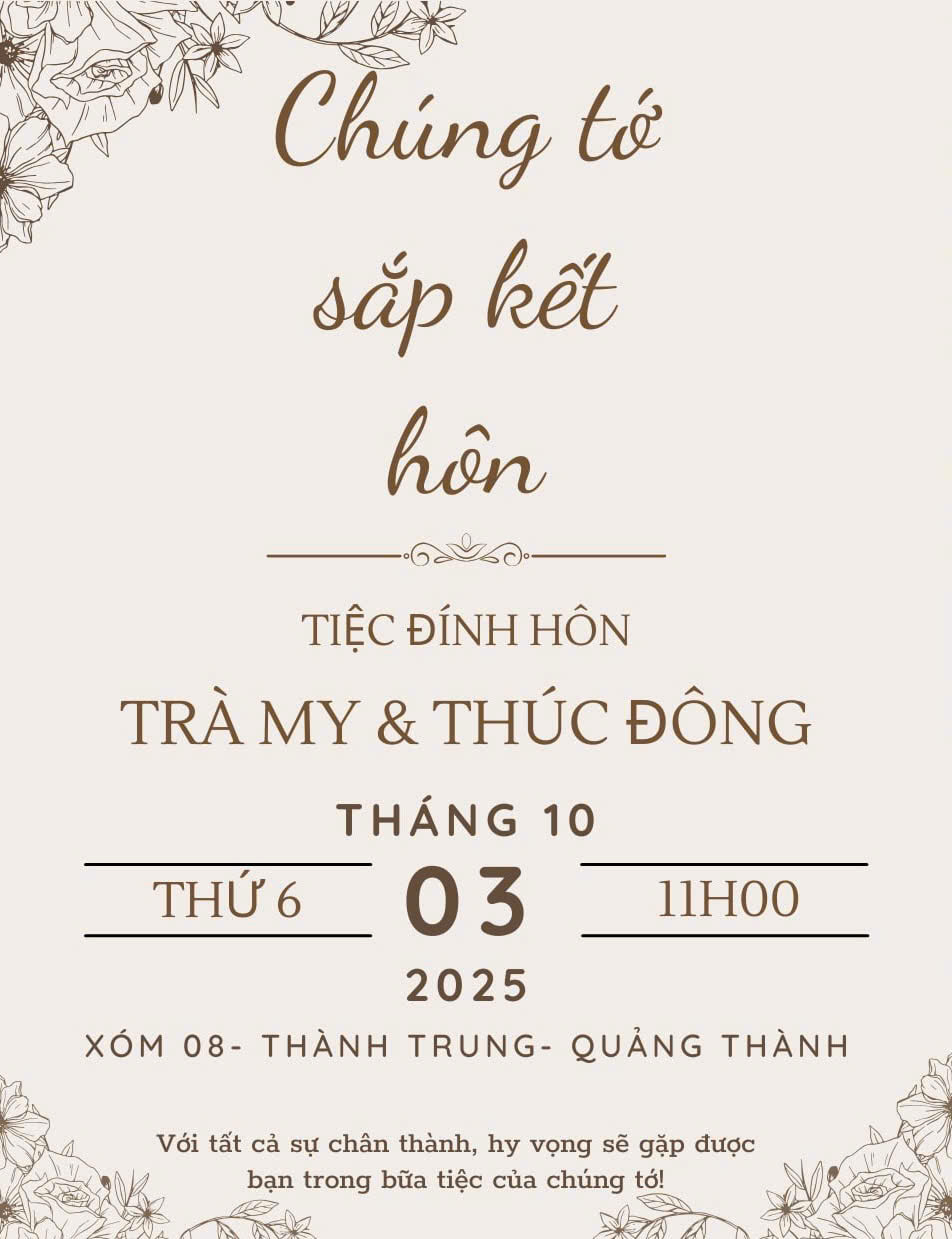 Chúng tớ
sắp kết
hôn
TIỆC ĐÍNH HÔN
TRÀ MY & THÚC ĐÔNG
THÁNG 10
THỨ 6 03 11H00
2025
XÓM 08- THÀNH TRUNG- QUẢNG THÀNH
Với tất cả sự chân thành, hy vọng sẽ gặp được
bạn trong bữa tiệc của chúng tớ!